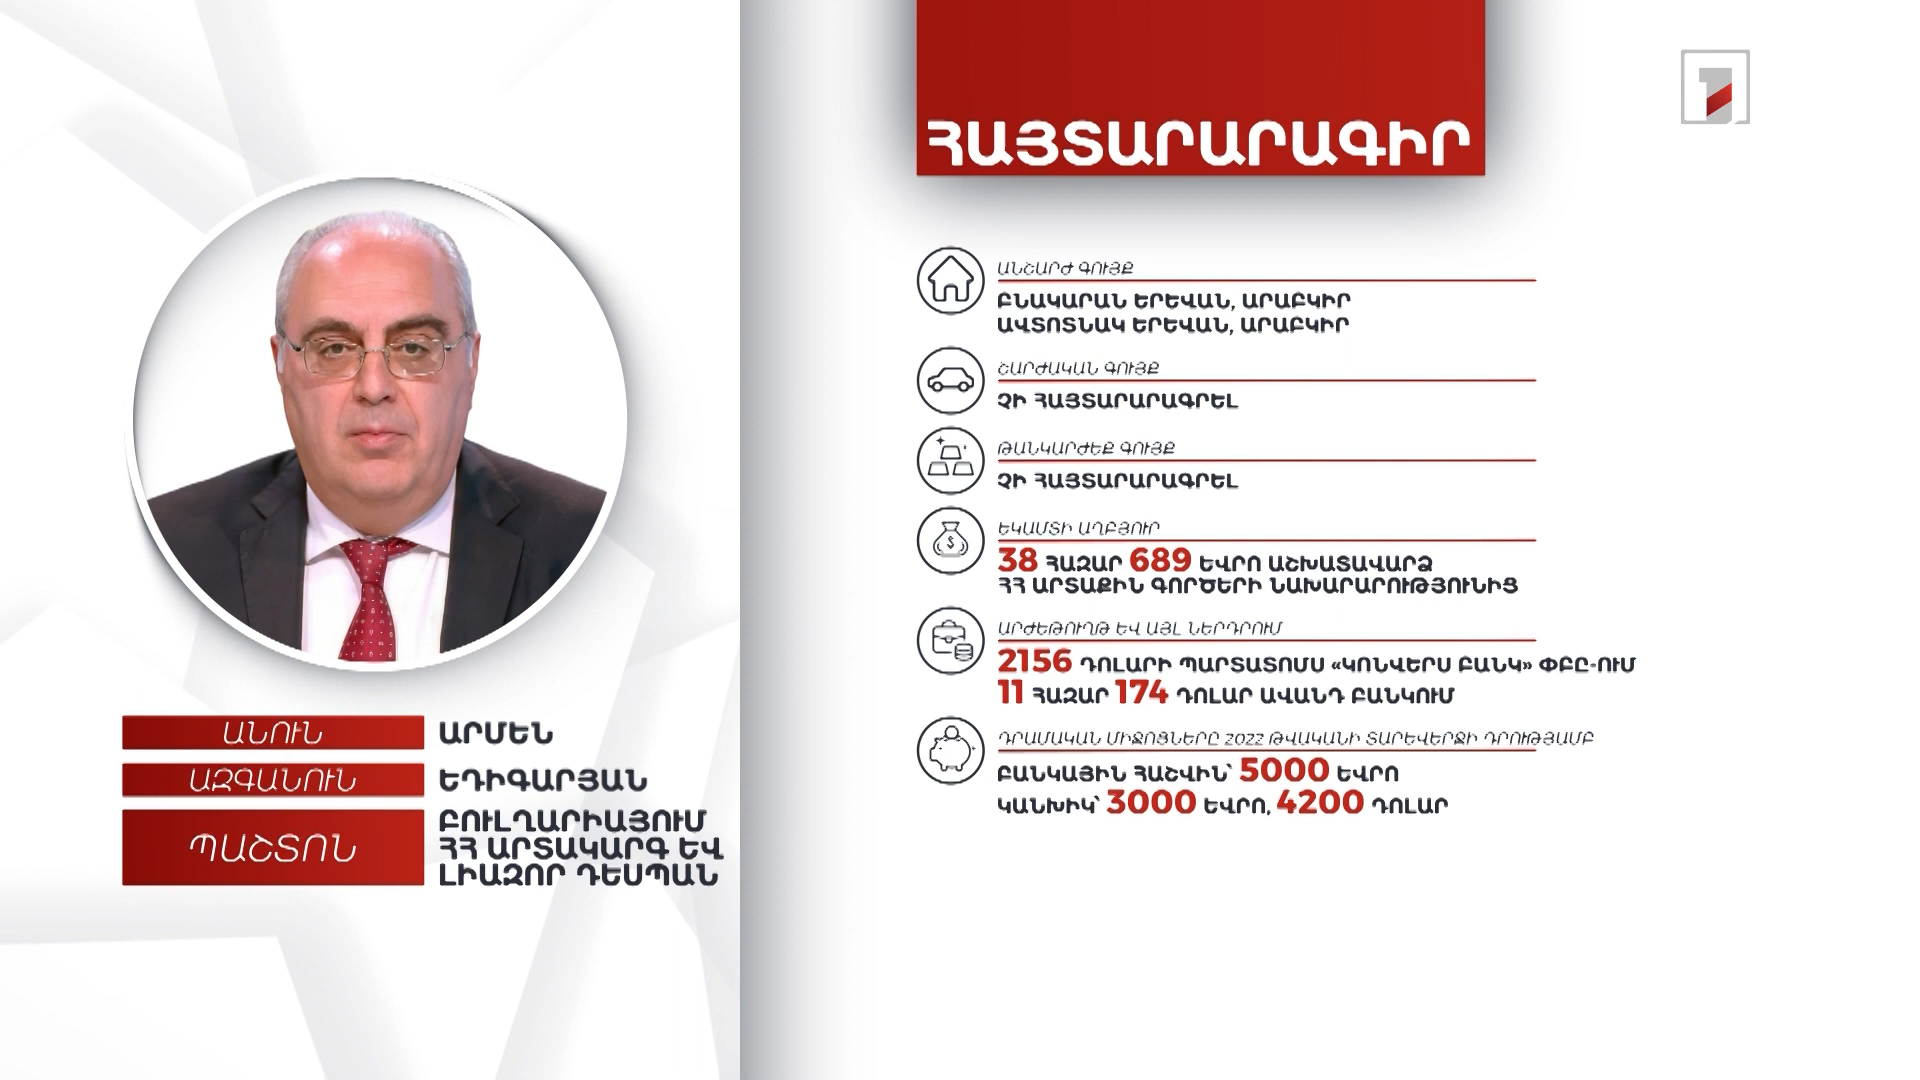 ՀԱՅՏԱՐԱՐԱԳԻՐ
ԱՆՇԱՐԺ ԳՈՒՅՔ
ԲՆԱԿԱՐԱՆ ԵՐԵՎԱՆ, ԱՐԱԲԿԻՐ
ԱՎՏՈՏՆԱԿ ԵՐԵՎԱՆ, ԱՐԱԲԿԻՐ
ՇԱՐԺԱԿԱՆ ԳՈՒՅՔ
ՉԻ ՀԱՅՏԱՐԱՐԱԳՐԵԼ
ԹԱՆԿԱՐԺԵՔ ԳՈՒՅՔ
ՉԻ ՀԱՅՏԱՐԱՐԱԳՐԵԼ
ԵԿԱՄՏԻ ԱՂԲՅՈՒՐ
38 ՀԱԶԱՐ 689 ԵՎՐՈ ԱՇԽԱՏԱՎԱՐՁ
ՀՀ ԱՐՏԱՔԻՆ ԳՈՐԾԵՐԻ ՆԱԽԱՐԱՐՈՒԹՅՈՒՆԻՑ
ԱՐԺԵԹՈՒՂԹ ԵՎ ԱՅԼ ՆԵՐԴՐՈՒՄ
2156 ԴՈԼԱՐԻ ՊԱՐՏԱՏՈՄՍ «ԿՈՆՎԵՐՍ ԲԱՆԿ» ՓԲԸ-ՈՒՄ
11 ՀԱԶԱՐ 174 ԴՈԼԱՐ ԱՎԱՆԴ ԲԱՆԿՈՒՄ
ԴՐԱՄԱԿԱՆ ՄԻՋՈՑՆԵՐԸ 2022 ԹՎԱԿԱՆԻ ՏԱՐԵՎԵՐՋԻ ԴՐՈՒԹՅԱՄԲ
ԲԱՆԿԱՅԻՆ ՀԱՇՎԻՆ՝ 5000 ԵՎՐՈ
ԿԱՆԽԻԿ՝ 3000 ԵՎՐՈ, 4200 ԴՈԼԱՐ
ԱՆՈՒՆ ԱՐՄԵՆ
ԱԶԳԱՆՈՒՆ ԵԴԻԳԱՐՅԱՆ
ՊԱՇՏՈՆ ԲՈՒԼՂԱՐԻԱՅՈՒՄ
ՀՀ ԱՐՏԱԿԱՐԳ ԵՎ
ԼԻԱԶՈՐ ԴԵՍՊԱՆ